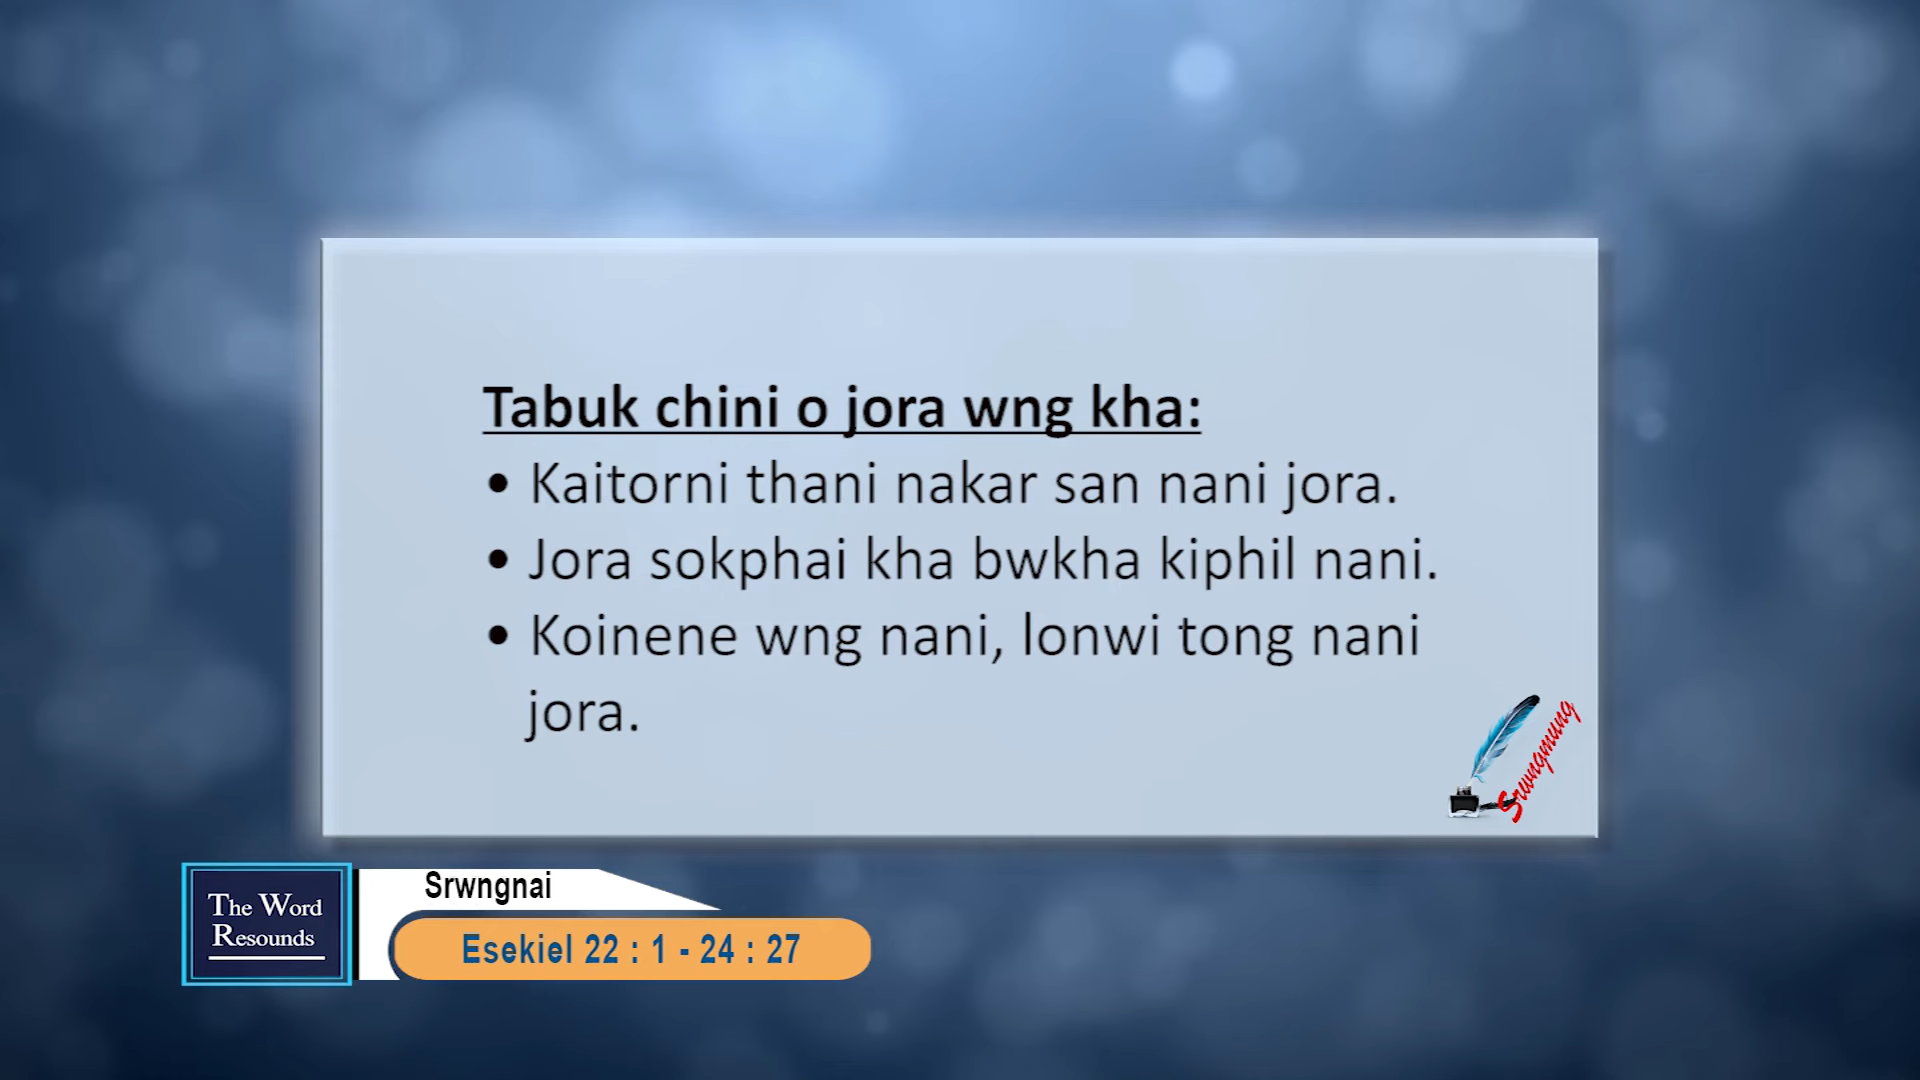 Tabuk chini o jora wng kha:
• Kaitorni thani nakar san nani jora.
• Jora sokphai kha bwkha kiphil nani.
• Koinene wng nani, lonwi tong nani
jora.
Srwngmung
The Word
Resounds
Srwngnai
Esekiel 22 : 1 - 24 : 27